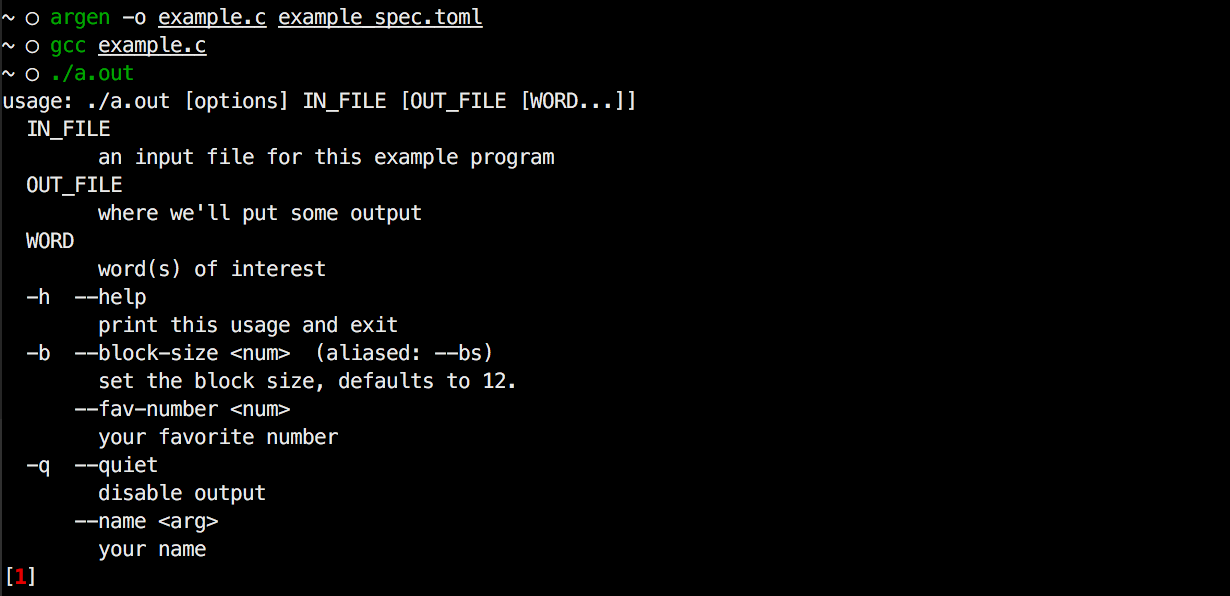 ~ ○ argen -o example.c example_spec.toml
~ ○ gcc example.c
~ ○ ./a.out
usage: ./a.out [options] IN_FILE [OUT_FILE [WORD...]]
  IN_FILE
        an input file for this example program
  OUT_FILE
        where we'll put some output
  WORD
        word(s) of interest
  -h  --help
        print this usage and exit
  -b  --block-size <num>  (aliased: --bs)
        set the block size, defaults to 12.
      --fav-number <num>
        your favorite number
  -q  --quiet
        disable output
      --name <arg>
        your name
[1]